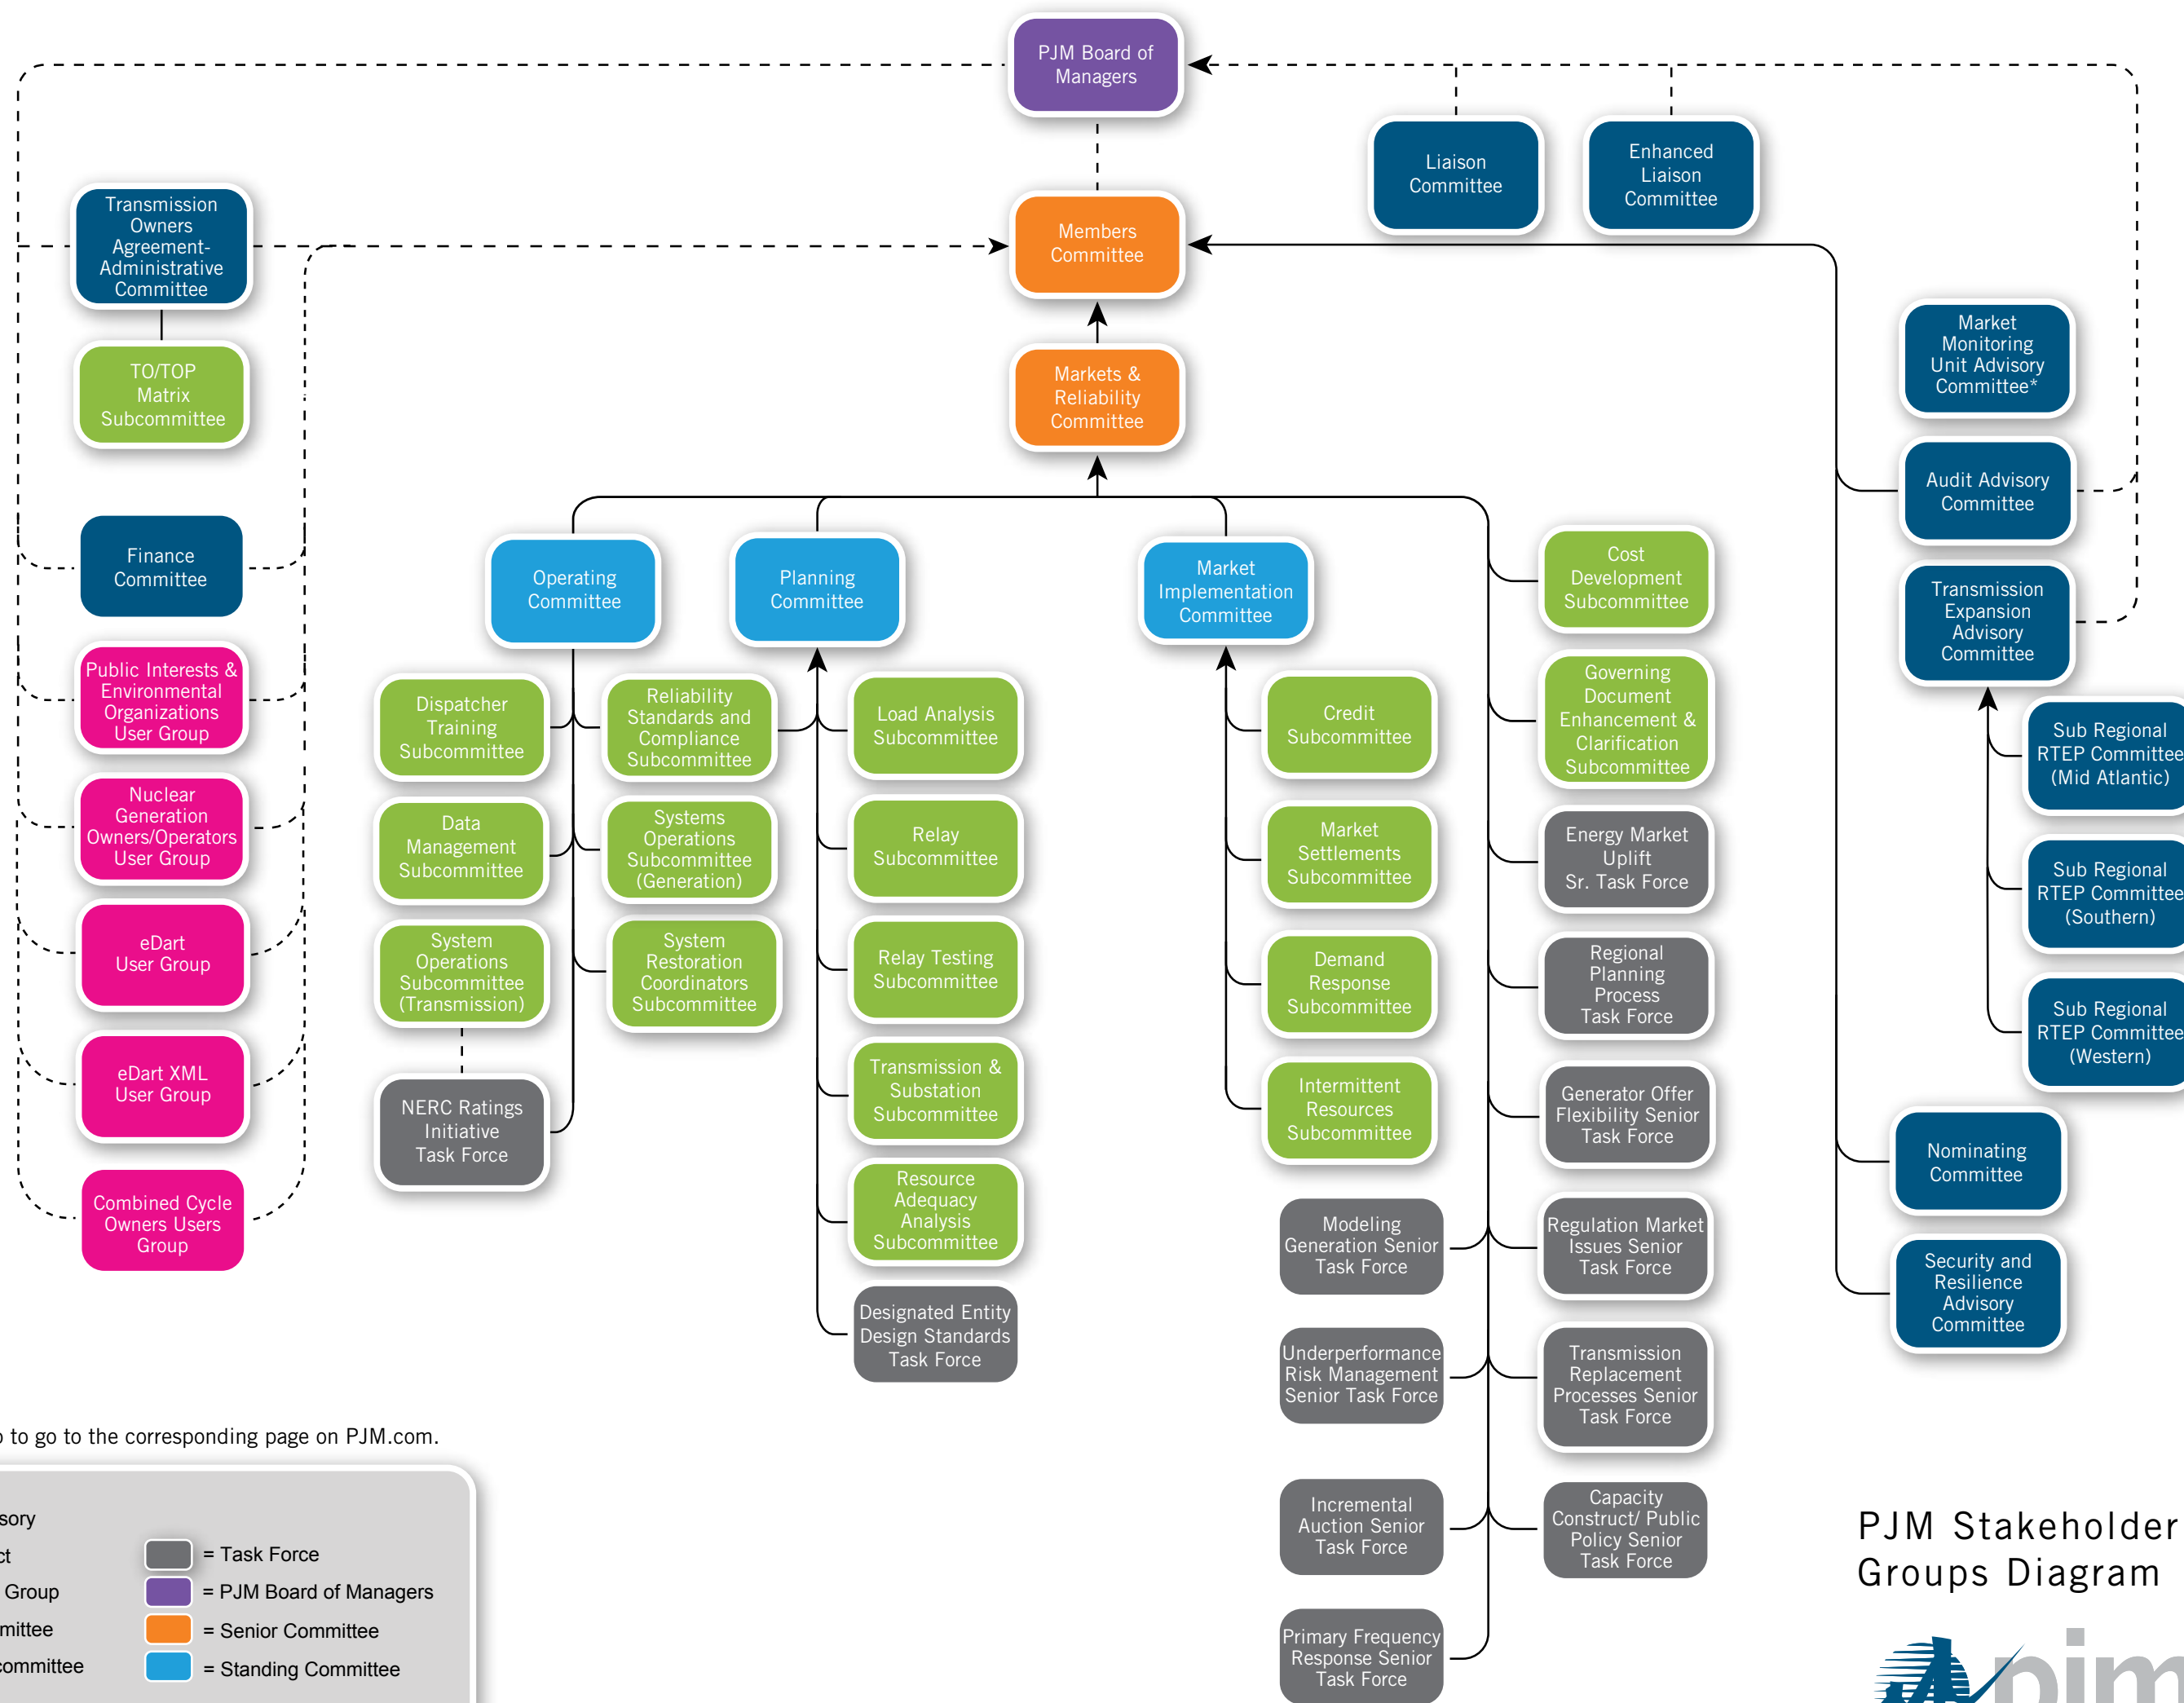 PJM Board of
Managers
Liaison
Committee
Enhanced
Liaison
Committee
Transmission
Owners
Agreement-
Administrative
Committee
Members
Committee
TO/TOP
Matrix
Subcommittee
Markets &
Reliability
Committee
Market
Monitoring
Unit Advisory
Committee*
Audit Advisory
Committee
Finance
Committee
Operating
Committee
Planning
Committee
Market
Implementation
Committee
Cost
Development
Subcommittee
Transmission
Expansion
Advisory
Committee
Public Interests &
Environmental
Organizations
User Group
Dispatcher
Training
Subcommittee
Reliability
Standards and
Compliance
Subcommittee
Load Analysis
Subcommittee
Credit
Subcommittee
Governing
Document
Enhancement &
Clarification
Subcommittee
Sub Regional
RTEP Committee
(Mid Atlantic)
Nuclear
Generation
Owners/Operators
User Group
Data
Management
Subcommittee
Systems
Operations
Subcommittee
(Generation)
Relay
Subcommittee
Market
Settlements
Subcommittee
Energy Market
Uplift
Sr. Task Force
Sub Regional
RTEP Committee
(Southern)
eDart
User Group
System
Operations
Subcommittee
(Transmission)
System
Restoration
Coordinators
Subcommittee
Relay Testing
Subcommittee
Demand
Response
Subcommittee
Regional
Planning
Process
Task Force
Sub Regional
RTEP Committee
(Western)
eDart XML
User Group
NERC Ratings
Initiative
Task Force
Transmission &
Substation
Subcommittee
Intermittent
Resources
Subcommittee
Generator Offer
Flexibility Senior
Task Force
Nominating
Committee
Combined Cycle
Owners Users
Group
Resource
Adequacy
Analysis
Subcommittee
Modeling
Generation Senior
Task Force
Regulation Market
Issues Senior
Task Force
Security and
Resilience
Advisory
Committee
Designated Entity
Design Standards
Task Force
Underperformance
Risk Management
Senior Task Force
Transmission
Replacement
Processes Senior
Task Force
Incremental
Auction Senior
Task Force
Capacity
Construct/ Public
Policy Senior
Task Force
Primary Frequency
Response Senior
Task Force
to go to the corresponding page on PJM.com.
= Task Force
Group
= PJM Board of Managers
= Senior Committee
= Standing Committee
PJM Stakeholder
Groups Diagram
pjm